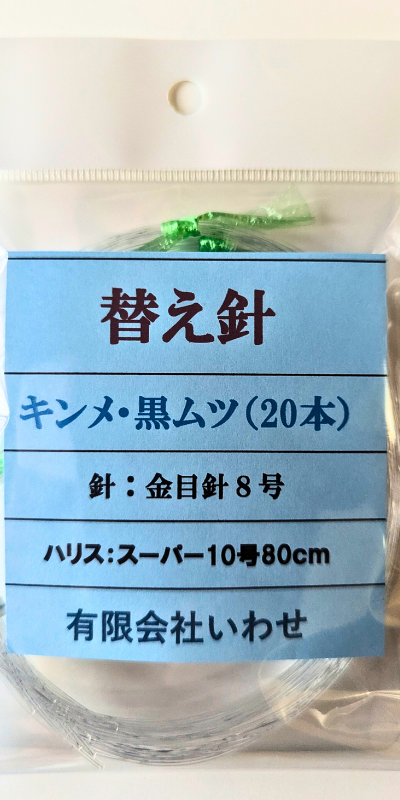 替え針
キンメ・黒ムツ(20本)
針:金目針8号
ハリス:スーパー10号80cm
有限会社いわせ